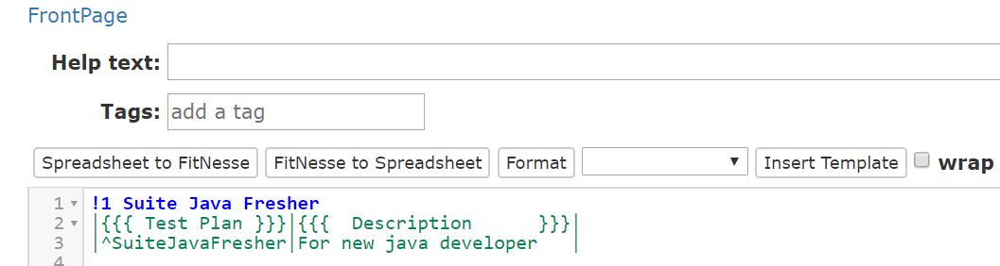 FrontPage
Help text:
Tags: add a tag
Spreadsheet to FitNesse FitNesse to Spreadsheet Format Insert Template wrap
1 !1 Suite Java Fresher
2 |{{{ Test Plan }}}|{{{  Description      }}}|
3 |^SuiteJavaFresher|For new java developer   |
4